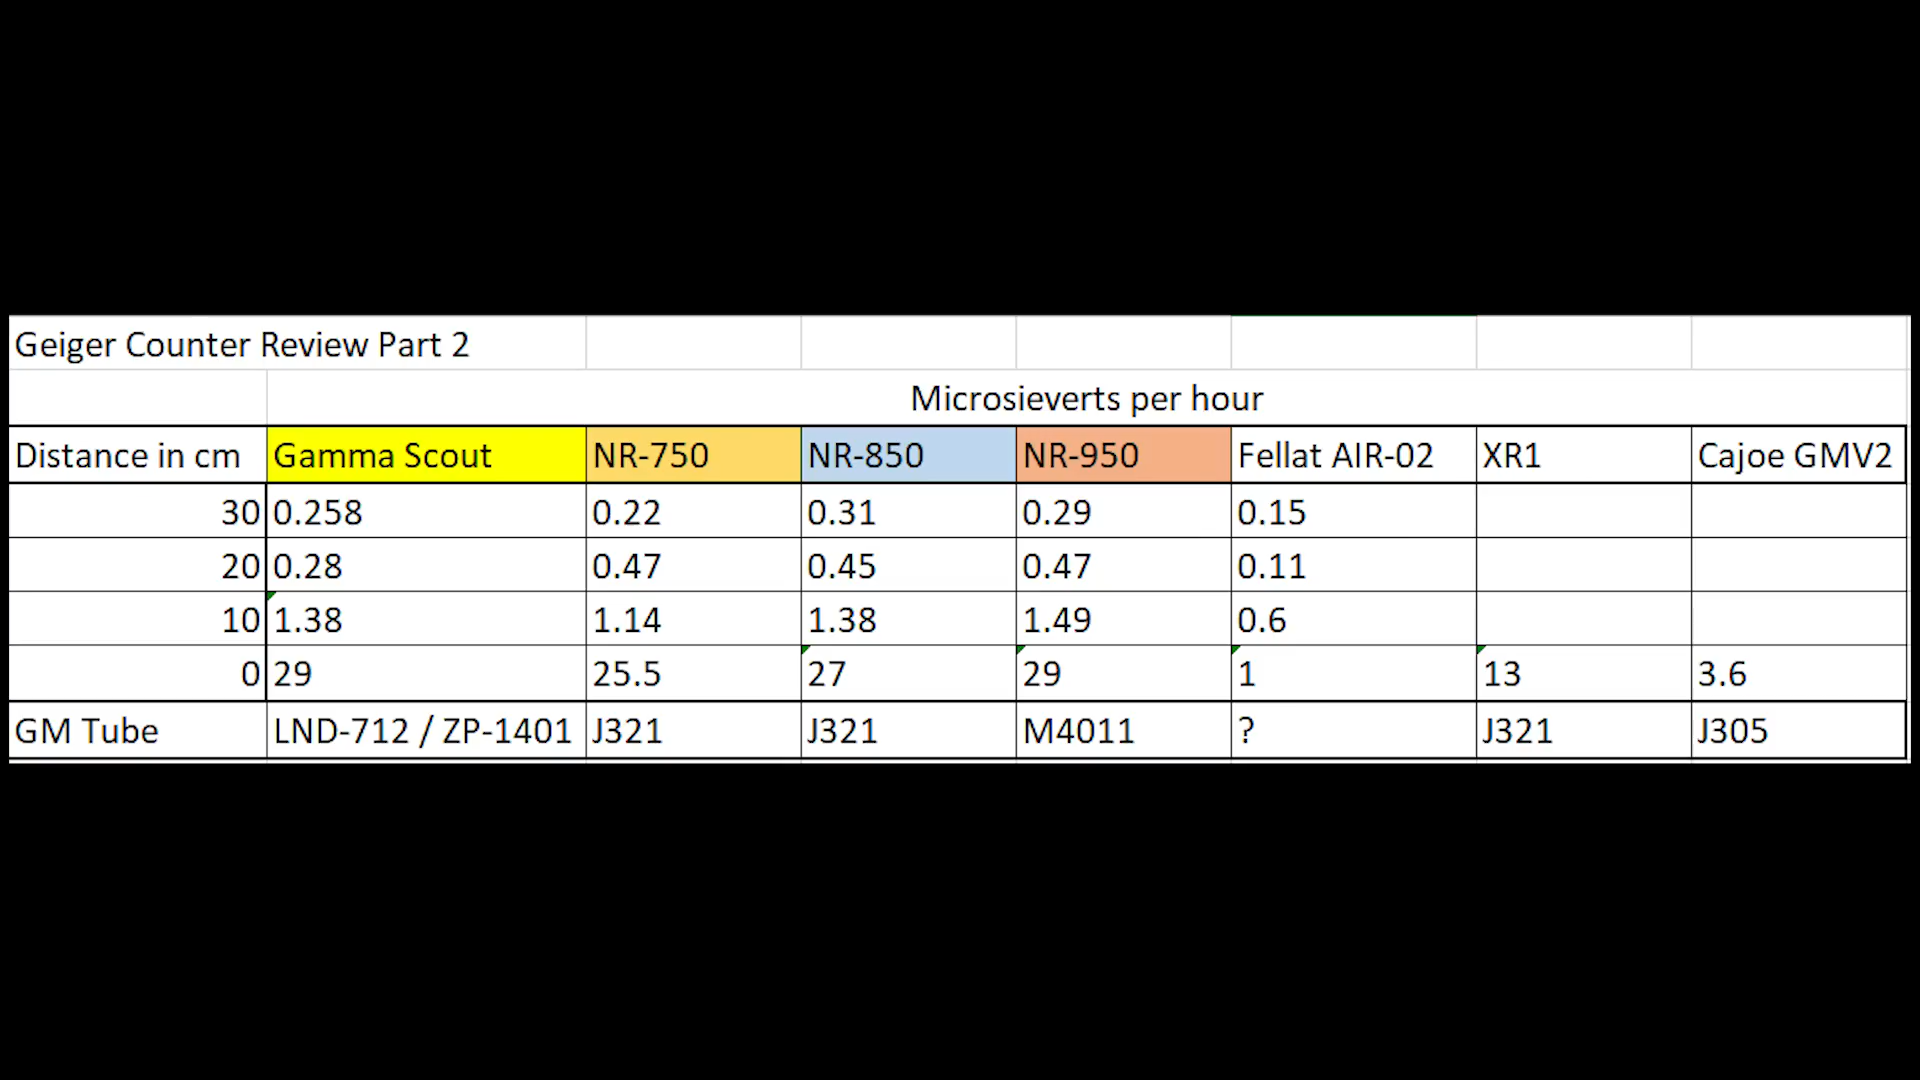 Geiger Counter Review Part 2
Microsieverts per hour
Distance in cm Gamma Scout NR-750 NR-850 NR-950 Fellat AIR-02 XR1 Cajoe GMV2
30 0.258 0.22 0.31 0.29 0.15
20 0.28 0.47 0.45 0.47 0.11
10 1.38 1.14 1.38 1.49 0.6
0 29 25.5 27 29 1 13 3.6
GM Tube LND-712 / ZP-1401 J321 J321 M4011 ? J321 J305